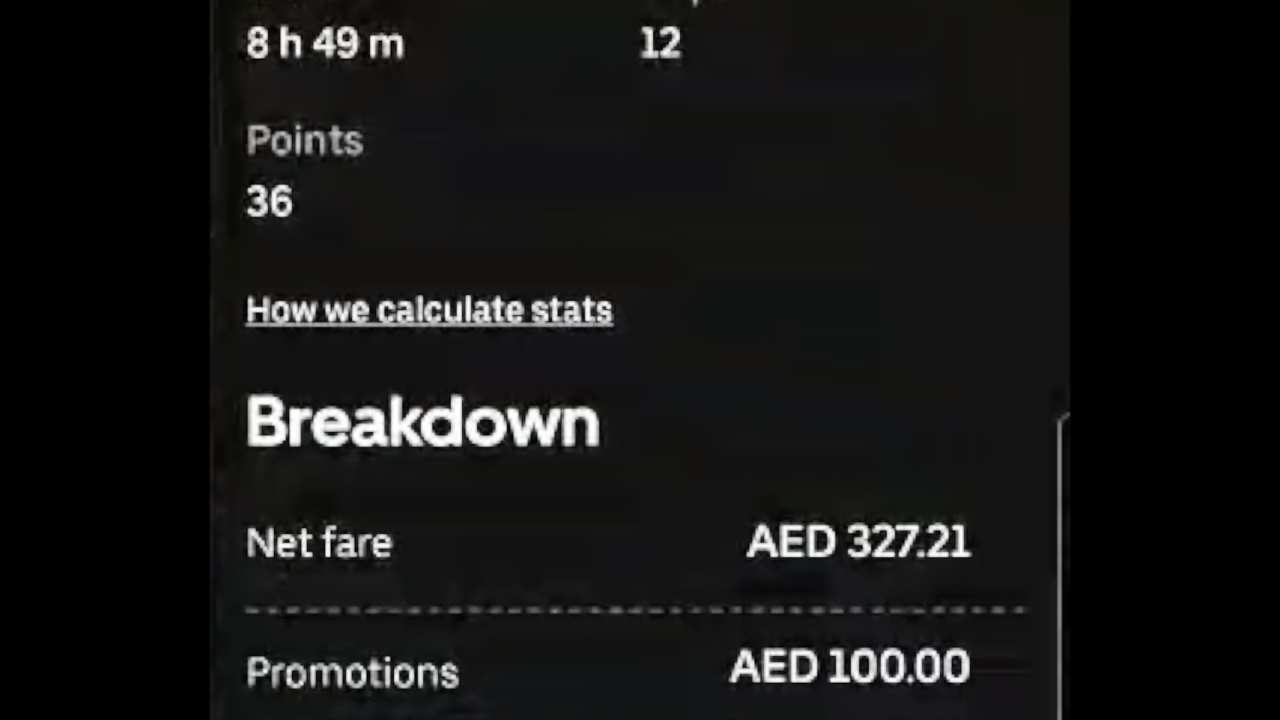 8 h 49 m 12
Points
36
How we calculate stats
Breakdown
Net fare AED 327.21
Promotions AED 100.00